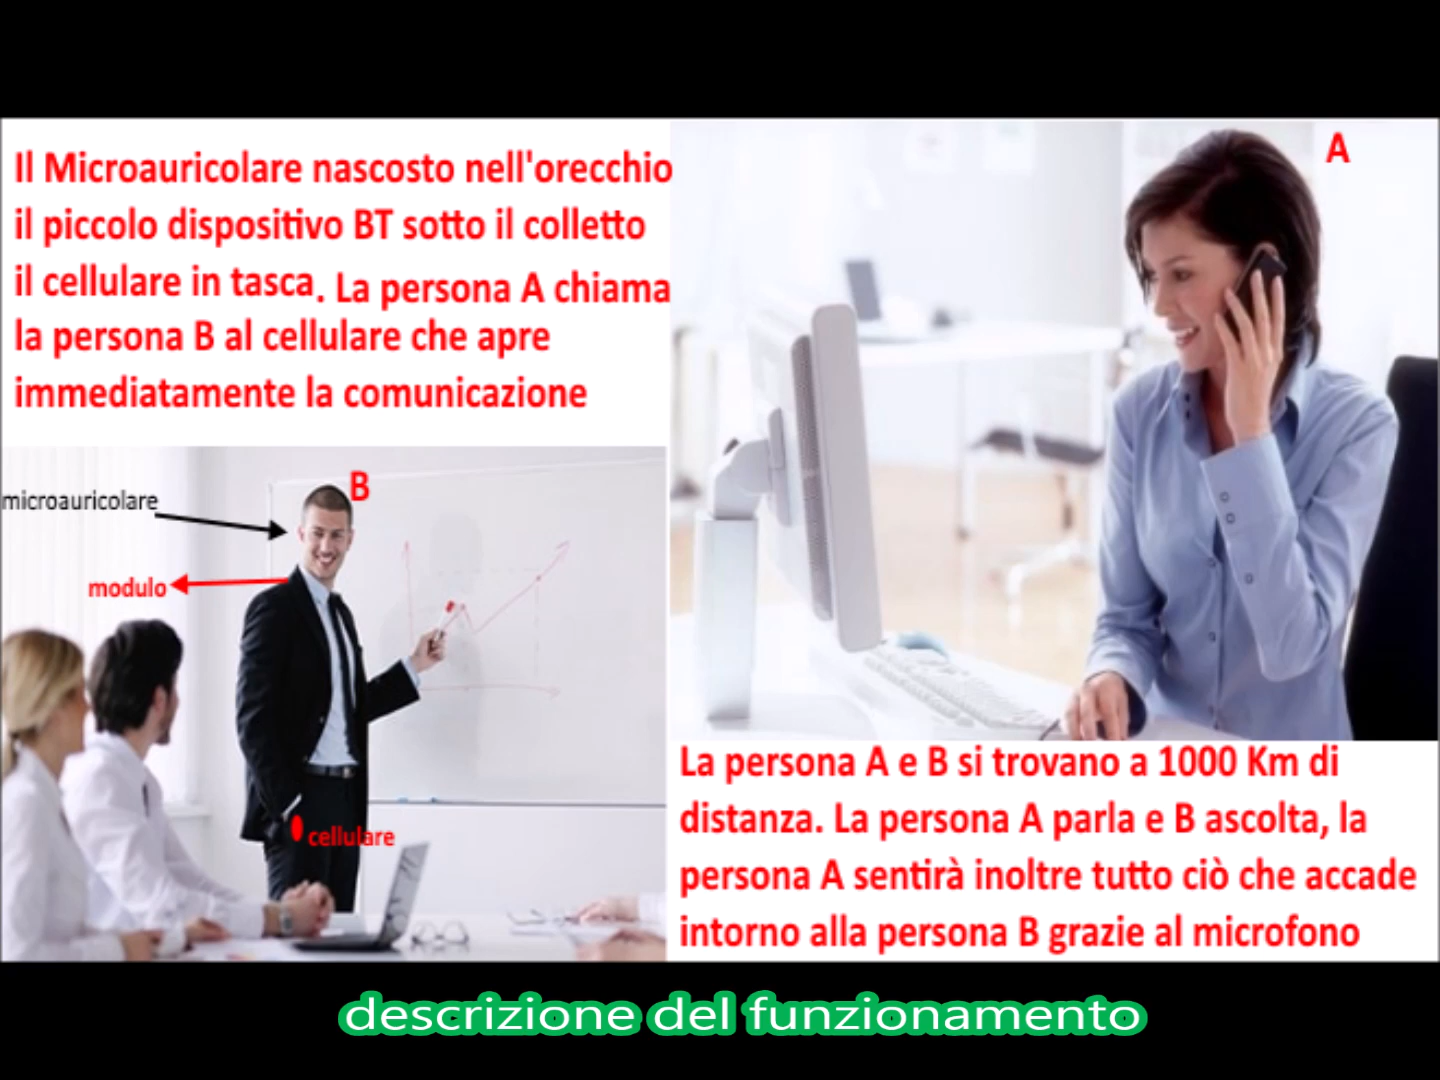 Il Microauricolare nascosto nell'orecchio
il piccolo dispositivo BT sotto il colletto
il cellulare in tasca. La persona A chiama
la persona B al cellulare che apre
immediatamente la comunicazione
A
B
microauricolare
modulo
cellulare
La persona A e B si trovano a 1000 Km di
distanza. La persona A parla e B ascolta, la
persona A sentirà inoltre tutto ciò che accade
intorno alla persona B grazie al microfono
descrizione del funzionamento